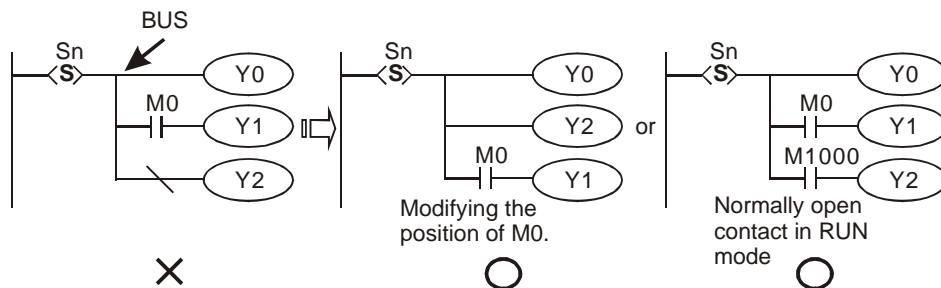 BUS
Sn
S
Y0
M0
Y1
Y2
Sn
S
Y0
Y2
or
M0
Y1
Modifying the
position of M0.
Sn
S
Y0
M0
Y1
M1000
Y2
Normally open
contact in RUN
mode